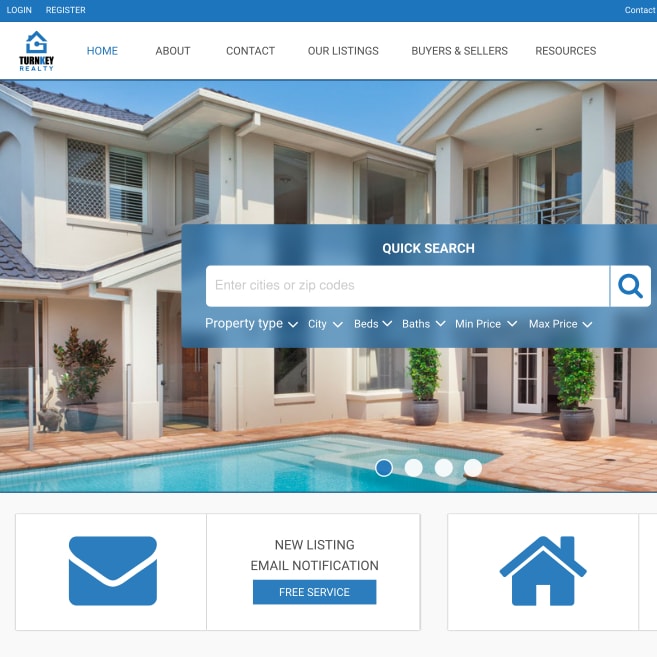 LOGIN REGISTER Contact
TURNKEY
REALTY
HOME ABOUT CONTACT OUR LISTINGS BUYERS & SELLERS RESOURCES
QUICK SEARCH
Enter cities or zip codes
Property type City Beds Baths Min Price Max Price
NEW LISTING
EMAIL NOTIFICATION
FREE SERVICE